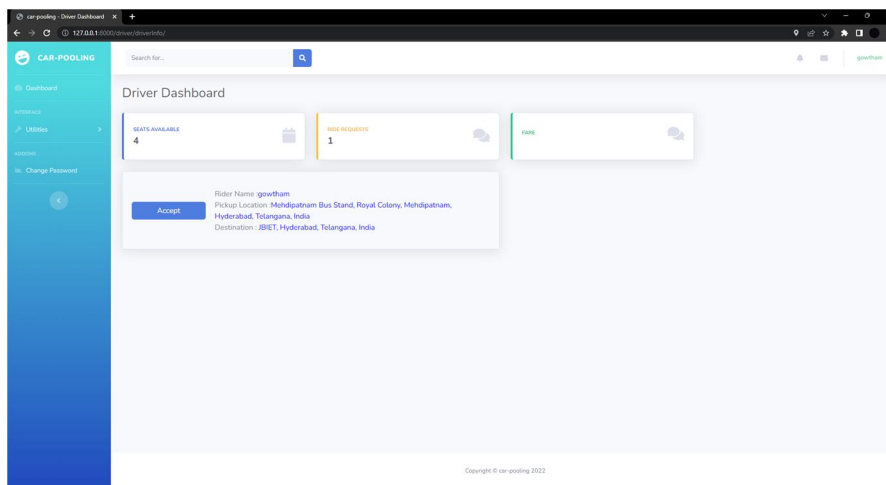 car-pooling - Driver Dashboard
127.0.0.1:8000/driver/driverInfo/
CAR-POOLING
Search for...
gowtham
Dashboard
INTERFACE
Utilities
ADDONS
Change Password
Driver Dashboard
SEATS AVAILABLE
4
RIDE REQUESTS
1
FARE
Accept
Rider Name :gowtham
Pickup Location :Mehdipatnam Bus Stand, Royal Colony, Mehdipatnam,
Hyderabad, Telangana, India
Destination : JBIET, Hyderabad, Telangana, India
Copyright © car-pooling 2022